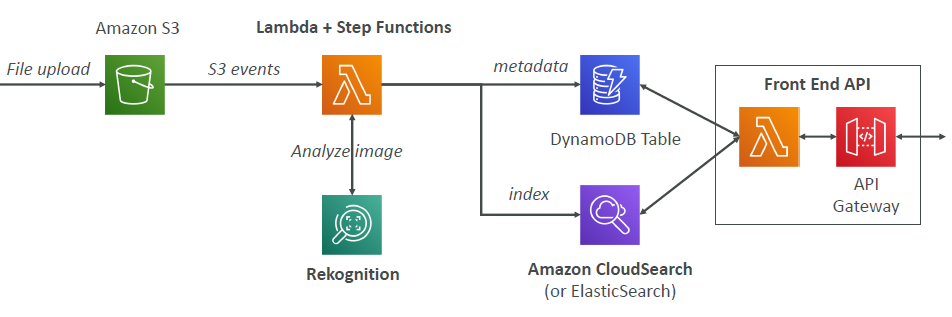 Amazon S3
Lambda + Step Functions
File upload
S3 events
metadata
Front End API
DynamoDB Table
Analyze image
index
API
Gateway
Rekognition
Amazon CloudSearch
(or ElasticSearch)